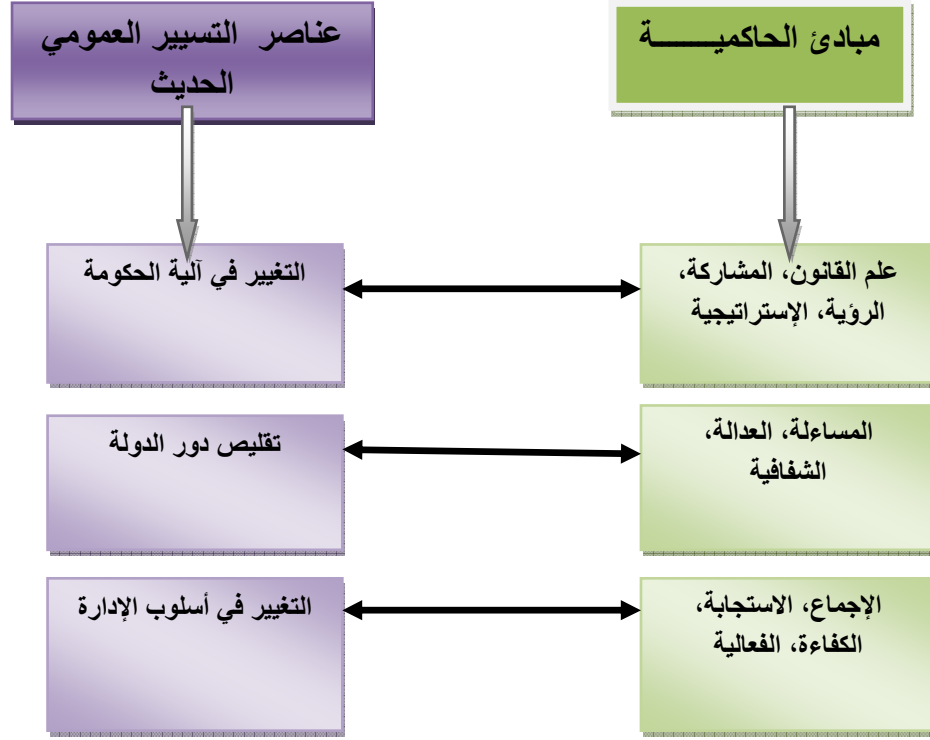 مبادئ الحاكميـــــــة
عناصر التسيير العمومي
الحديث
علم القانون، المشاركة،
الرؤية، الإستراتيجية
التغيير في آلية الحكومة
المساءلة، العدالة،
الشفافية
تقليص دور الدولة
الإجماع، الاستجابة،
الكفاءة، الفعالية
التغيير في أسلوب الإدارة